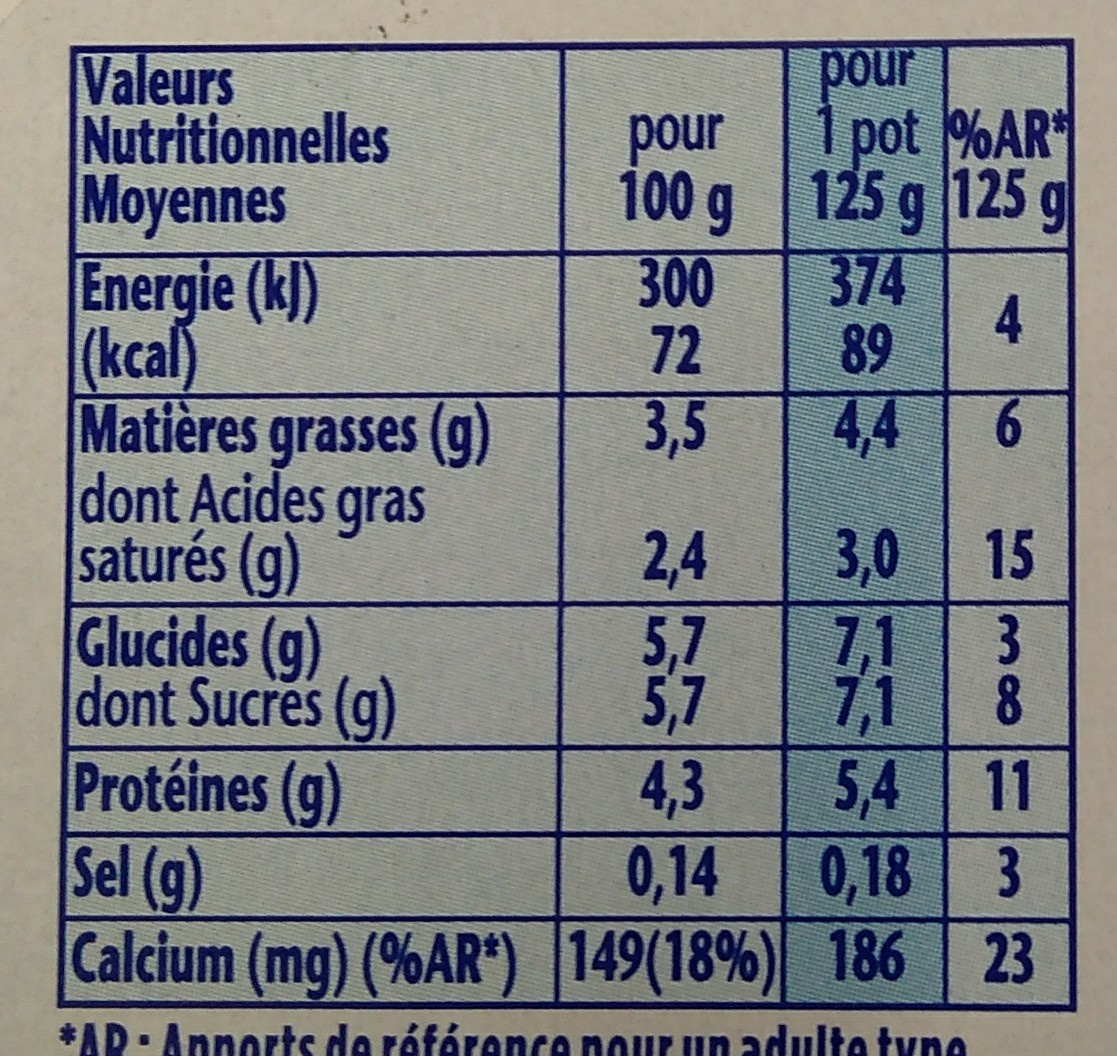 Valeurs
Nutritionnelles
Moyennes
pour
100 g
pour
1 pot
125 g
%AR*
125 g
Energie (kJ) 300 374
(kcal) 72 89
4
Matières grasses (g) 3,5 4,4 6
dont Acides gras
saturés (g) 2,4 3,0 15
Glucides (g) 5,7 7,1 3
dont Sucres (g) 5,7 7,1 8
Protéines (g) 4,3 5,4 11
Sel (g) 0,14 0,18 3
Calcium (mg) (%AR*) 149(18%) 186 23
*AR : Apports de référence pour un adulte type